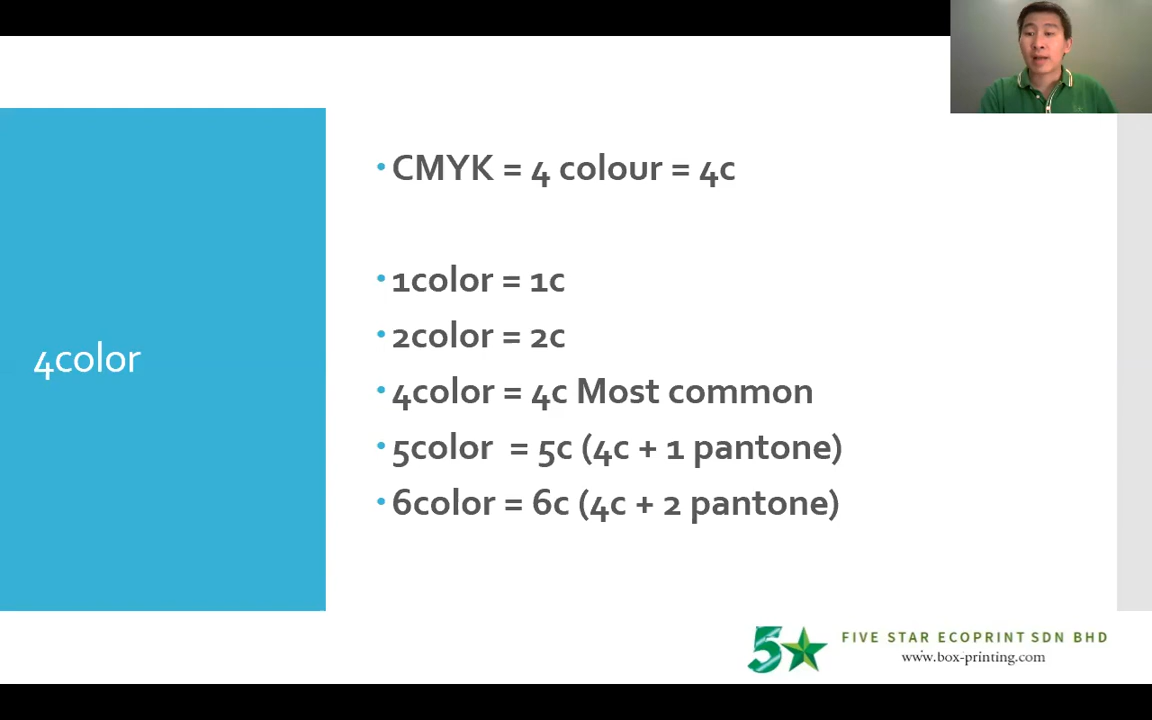 4color
CMYK = 4 colour = 4c
1color = 1c
2color = 2c
4color = 4c Most common
5color = 5c (4c + 1 pantone)
6color = 6c (4c + 2 pantone)
5
FIVE STAR ECOPRINT SDN BHD
www.box-printing.com